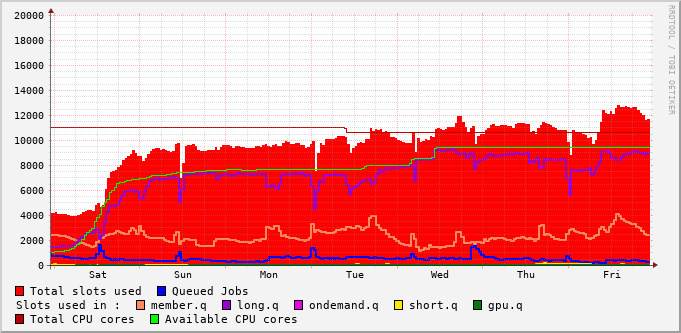 RRDTOOL / TOBI OETIKER
20000
18000
16000
14000
12000
10000
8000
6000
4000
2000
0
Sat Sun Mon Tue Wed Thu Fri
Total slots used Queued Jobs
Slots used in : member.q long.q ondemand.q short.q gpu.q
Total CPU cores Available CPU cores